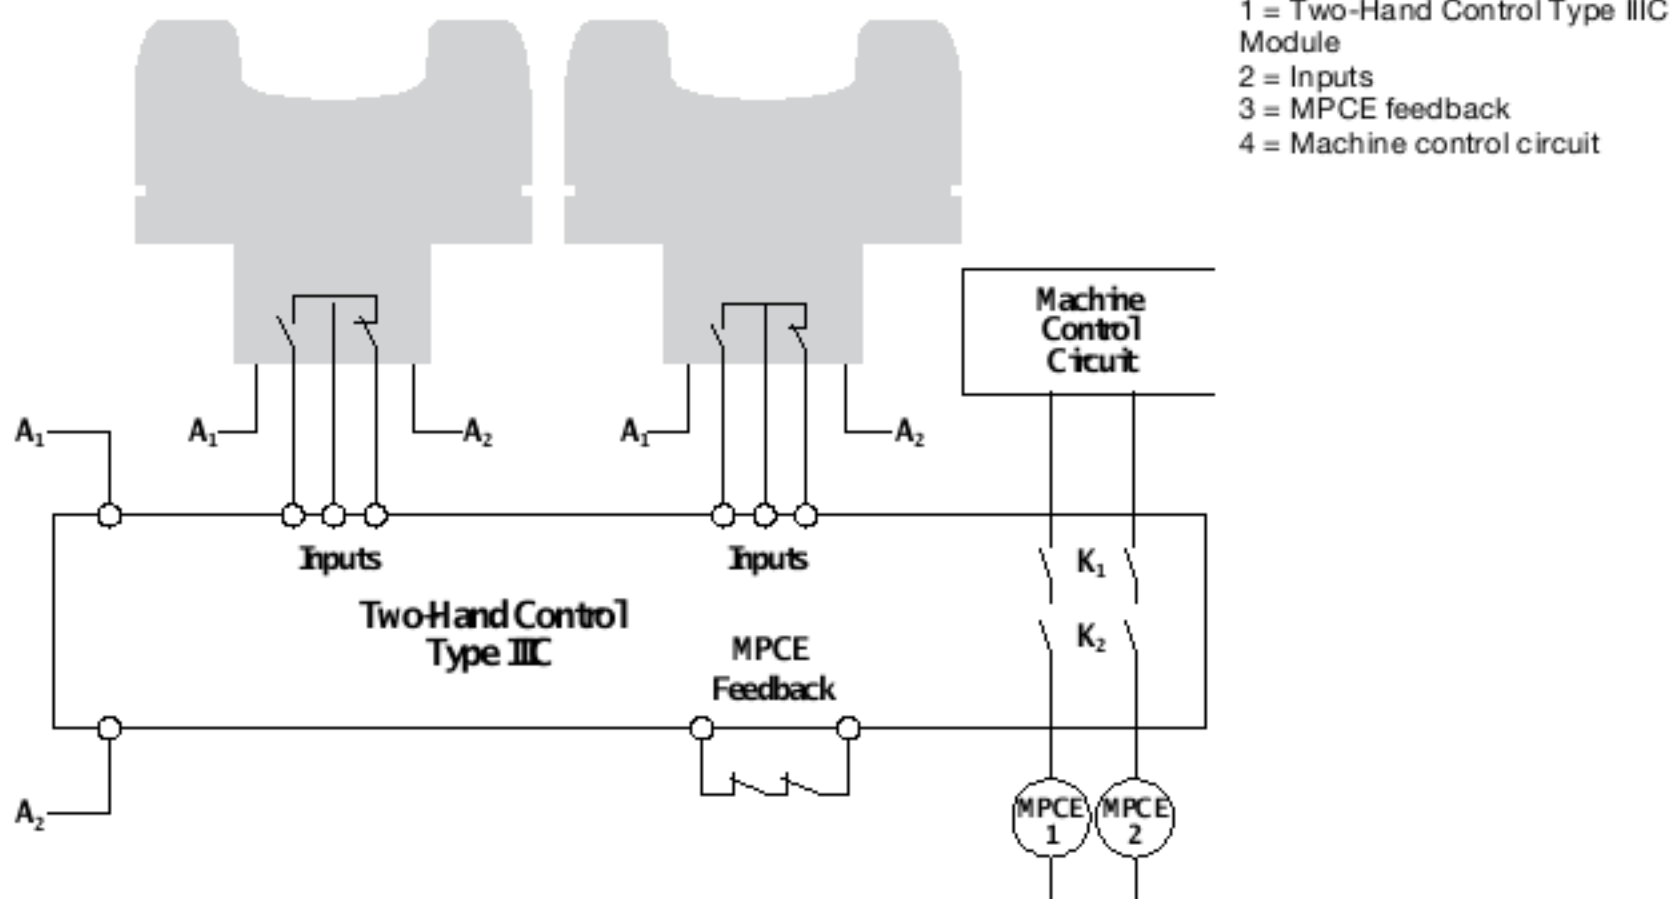 1 = Two-Hand Control Type IIIC
Module
2 = Inputs
3 = MPCE feedback
4 = Machine control circuit
Machine
Control
Circuit
A₁
A₁
A₂
A₁
A₂
Inputs
Inputs
K₁
Two-Hand Control
Type IIIC
K₂
MPCE
Feedback
A₂
MPCE
1
MPCE
2